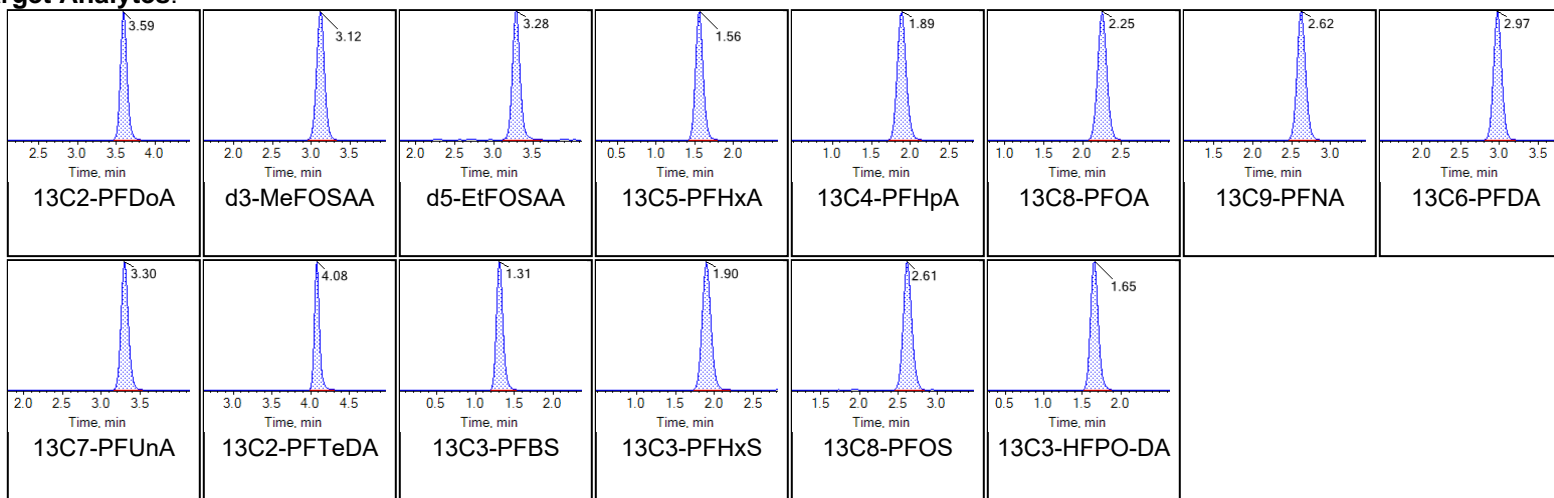 3.59 3.12 3.28 1.56 1.89 2.25 2.62 2.97
2.5 3.0 3.5 4.0 2.0 2.5 3.0 3.5 2.0 2.5 3.0 3.5 0.5 1.0 1.5 2.0 1.0 1.5 2.0 2.5 1.0 1.5 2.0 2.5 1.5 2.0 2.5 3.0 2.0 2.5 3.0 3.5
Time, min Time, min Time, min Time, min Time, min Time, min Time, min Time, min
13C2-PFDoA d3-MeFOSAA d5-EtFOSAA 13C5-PFHxA 13C4-PFHpA 13C8-PFOA 13C9-PFNA 13C6-PFDA
3.30 4.08 1.31 1.90 2.61 1.65
2.0 2.5 3.0 3.5 3.0 3.5 4.0 4.5 0.5 1.0 1.5 2.0 1.0 1.5 2.0 2.5 1.5 2.0 2.5 3.0 0.5 1.0 1.5 2.0
Time, min Time, min Time, min Time, min Time, min Time, min
13C7-PFUnA 13C2-PFTeDA 13C3-PFBS 13C3-PFHxS 13C8-PFOS 13C3-HFPO-DA